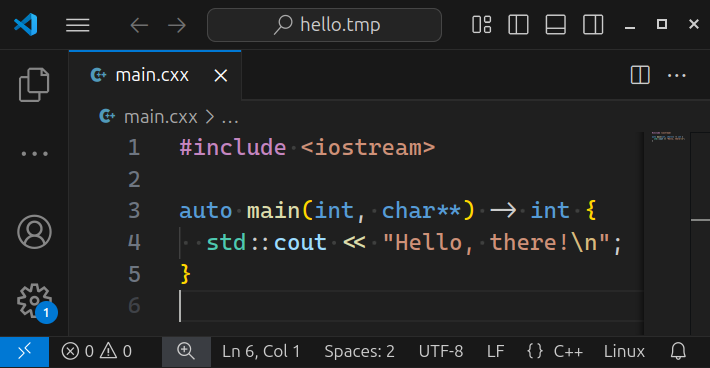 hello.tmp
main.cxx
main.cxx > ...
1 #include <iostream>
2
3 auto main(int, char**) -> int {
4   std::cout << "Hello, there!\n";
5 }
6
1
0 0 Ln 6, Col 1 Spaces: 2 UTF-8 LF {} C++ Linux